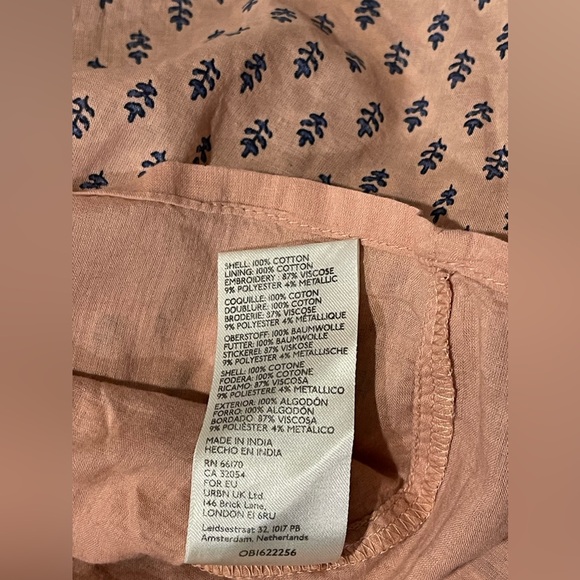 SHELL: 100% COTTON
LINING: 100% COTTON
EMBROIDERY: 87% VISCOSE
9% POLYESTER 4% METALLIC
COQUILLE: 100% COTON
DOUBLURE: 100% COTON
BRODERIE: 87% VISCOSE
9% POLYESTER 4% MÉTALLIQUE
OBERSTOFF: 100% BAUMWOLLE
FUTTER: 100% BAUMWOLLE
STICKEREI: 87% VISKOSE
9% POLYESTER 4% METALLISCHE
SHELL: 100% COTONE
FODERA: 100% COTONE
RICAMO: 87% VISCOSA
9% POLIESTERE 4% METALLICO
EXTERIOR: 100% ALGODÓN
FORRO: 100% ALGODÓN
BORDADO: 87% VISCOSA
9% POLIÉSTER 4% METÁLICO
MADE IN INDIA
HECHO EN INDIA
RN 66170
CA 32054
FOR EU
URBN UK Ltd.
146 Brick Lane,
LONDON E1 6RU
Leidsestraat 32, 1017 PB
Amsterdam, Netherlands
OB1622256